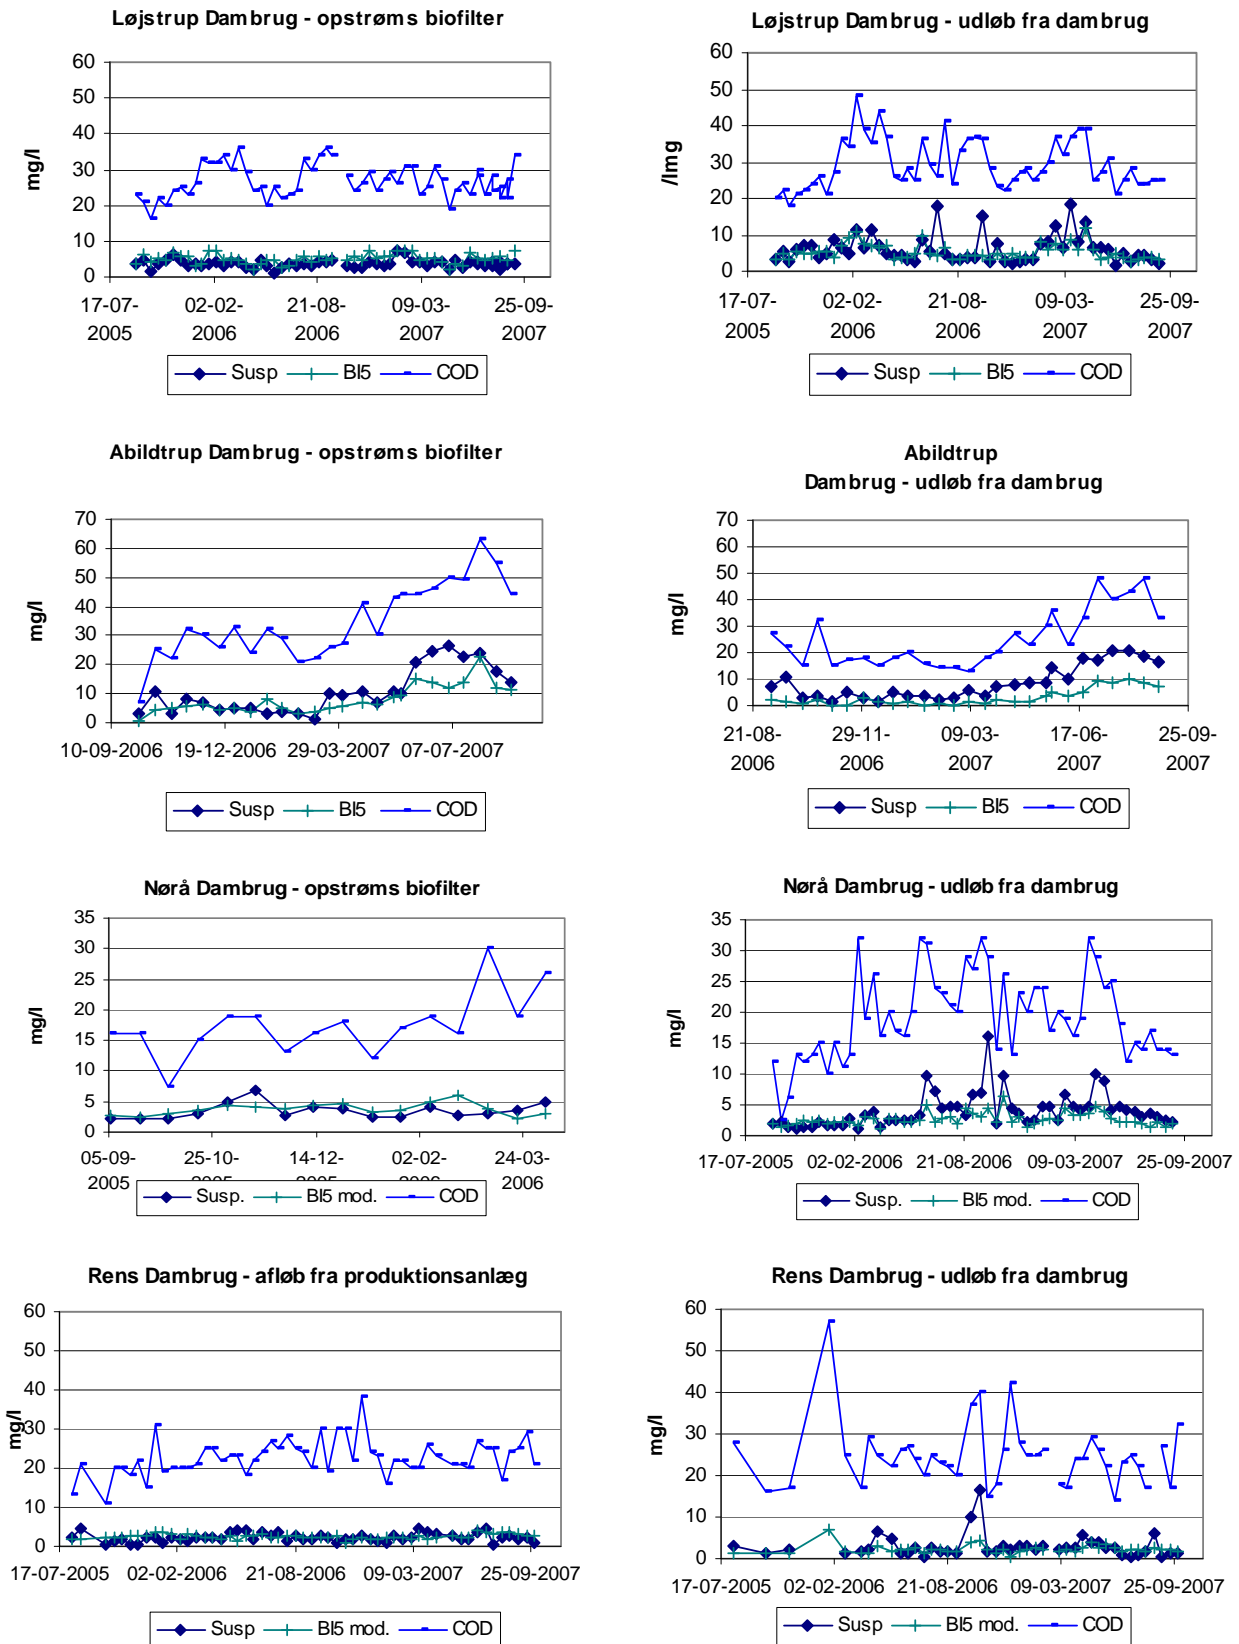 Løjstrup Dambrug - opstrøms biofilter
60
50
40
30
20
10
0
mg/l
17-07-2005
02-02-2006
21-08-2006
09-03-2007
25-09-2007
Susp BI5 COD
Løjstrup Dambrug - udløb fra dambrug
60
50
40
30
20
10
0
/lmg
17-07-2005
02-02-2006
21-08-2006
09-03-2007
25-09-2007
Susp BI5 COD
Abildtrup Dambrug - opstrøms biofilter
70
60
50
40
30
20
10
0
mg/l
10-09-2006 19-12-2006 29-03-2007 07-07-2007
Susp BI5 COD
Abildtrup
Dambrug - udløb fra dambrug
70
60
50
40
30
20
10
0
mg/l
21-08-2006
29-11-2006
09-03-2007
17-06-2007
25-09-2007
Susp BI5 COD
Nørå Dambrug - opstrøms biofilter
35
30
25
20
15
10
5
0
mg/l
05-09-2005
25-10-2005
14-12-2005
02-02-2006
24-03-2006
Susp. BI5 mod. COD
Nørå Dambrug - udløb fra dambrug
35
30
25
20
15
10
5
0
mg/l
17-07-2005 02-02-2006 21-08-2006 09-03-2007 25-09-2007
Susp. BI5 mod. COD
Rens Dambrug - afløb fra produktionsanlæg
60
50
40
30
20
10
0
mg/l
17-07-2005 02-02-2006 21-08-2006 09-03-2007 25-09-2007
Susp BI5 mod. COD
Rens Dambrug - udløb fra dambrug
60
50
40
30
20
10
0
mg/l
17-07-2005 02-02-2006 21-08-2006 09-03-2007 25-09-2007
Susp BI5 mod. COD